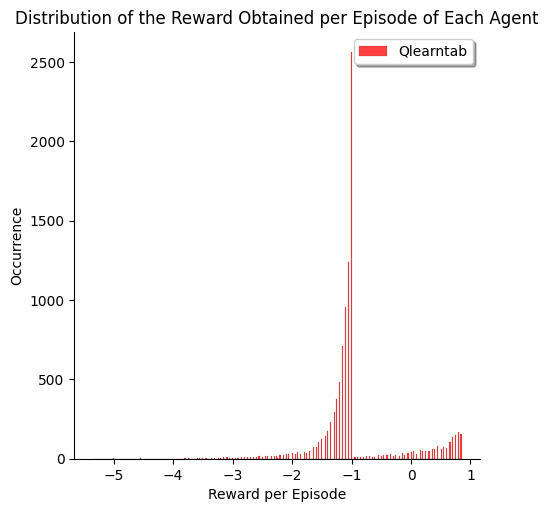 Distribution of the Reward Obtained per Episode of Each Agent
Qlearntab
2500
2000
1500
1000
500
0
Occurrence
−5 −4 −3 −2 −1 0 1
Reward per Episode